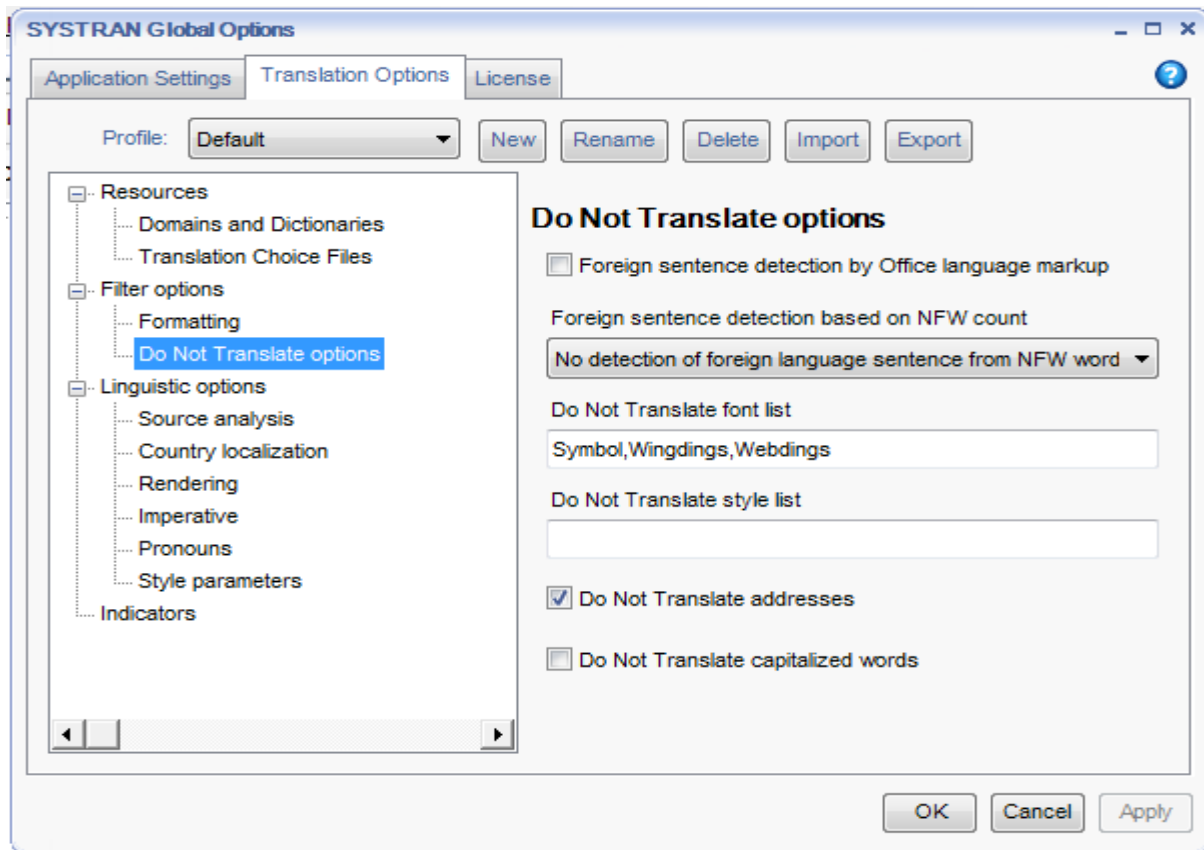 SYSTRAN Global Options
Application Settings
Translation Options
License
Profile:
Default
New
Rename
Delete
Import
Export
Resources
Domains and Dictionaries
Translation Choice Files
Filter options
Formatting
Do Not Translate options
Linguistic options
Source analysis
Country localization
Rendering
Imperative
Pronouns
Style parameters
Indicators
Do Not Translate options
Foreign sentence detection by Office language markup
Foreign sentence detection based on NFW count
No detection of foreign language sentence from NFW word
Do Not Translate font list
Symbol,Wingdings,Webdings
Do Not Translate style list
Do Not Translate addresses
Do Not Translate capitalized words
OK
Cancel
Apply